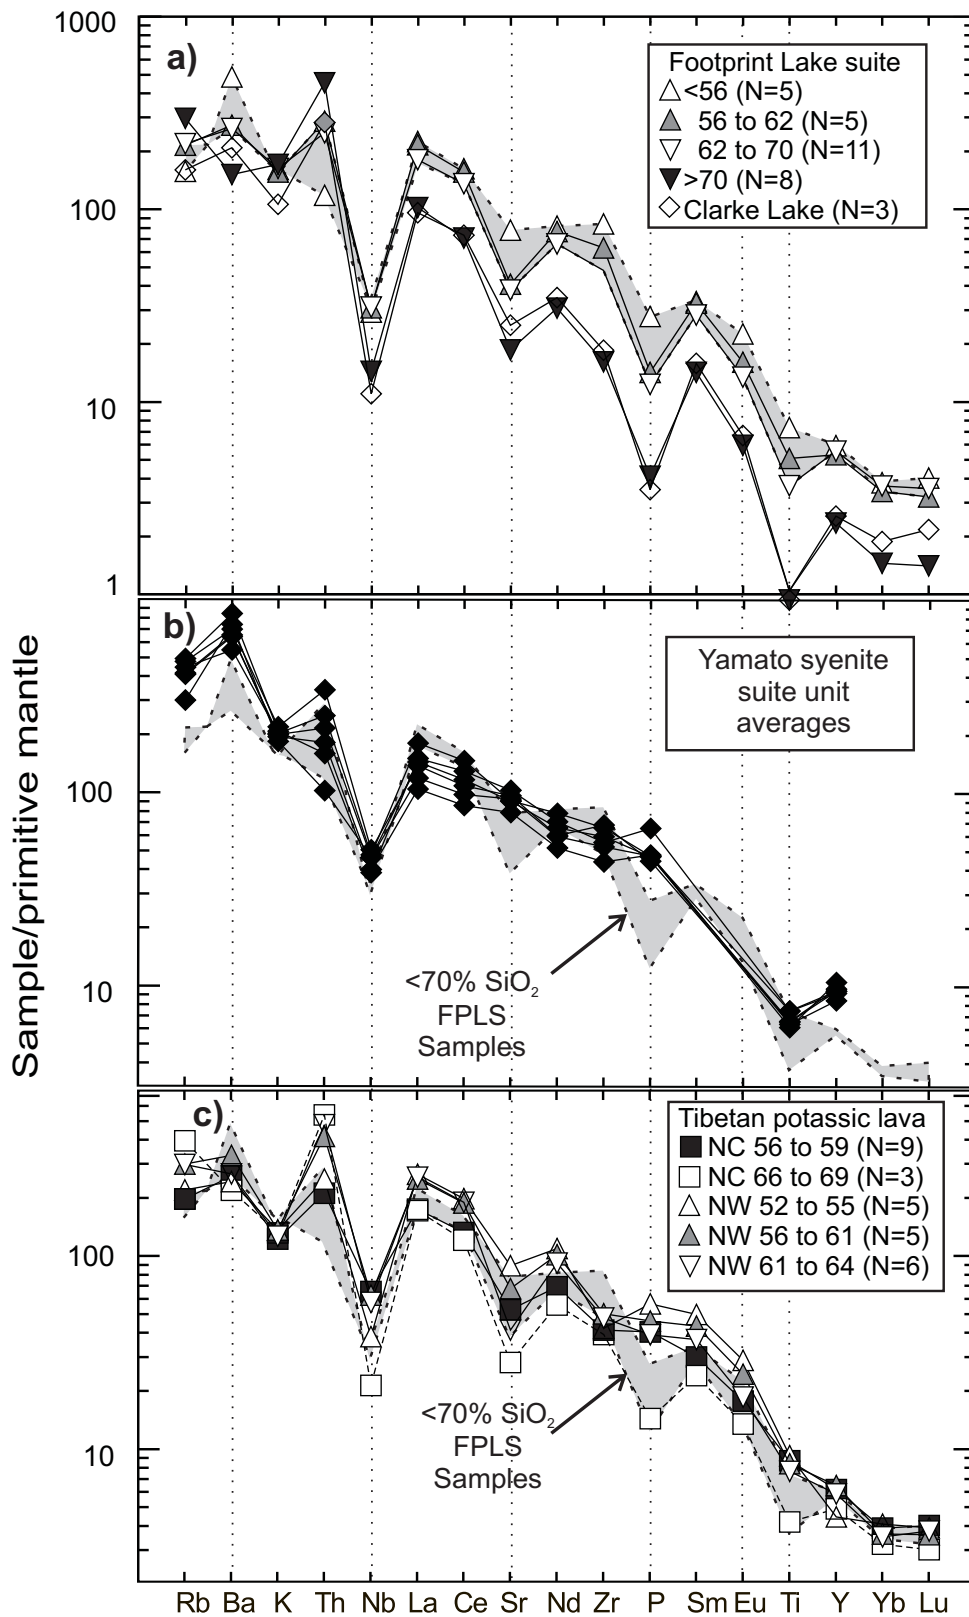 Sample/primitive mantle
1000
100
10
1
a)
Footprint Lake suite
<56 (N=5)
56 to 62 (N=5)
62 to 70 (N=11)
>70 (N=8)
Clarke Lake (N=3)
b)
100
10
Yamato syenite
suite unit
averages
<70% SiO2
FPLS
Samples
c)
100
10
Tibetan potassic lava
NC 56 to 59 (N=9)
NC 66 to 69 (N=3)
NW 52 to 55 (N=5)
NW 56 to 61 (N=5)
NW 61 to 64 (N=6)
<70% SiO2
FPLS
Samples
Rb Ba K Th Nb La Ce Sr Nd Zr P Sm Eu Ti Y Yb Lu